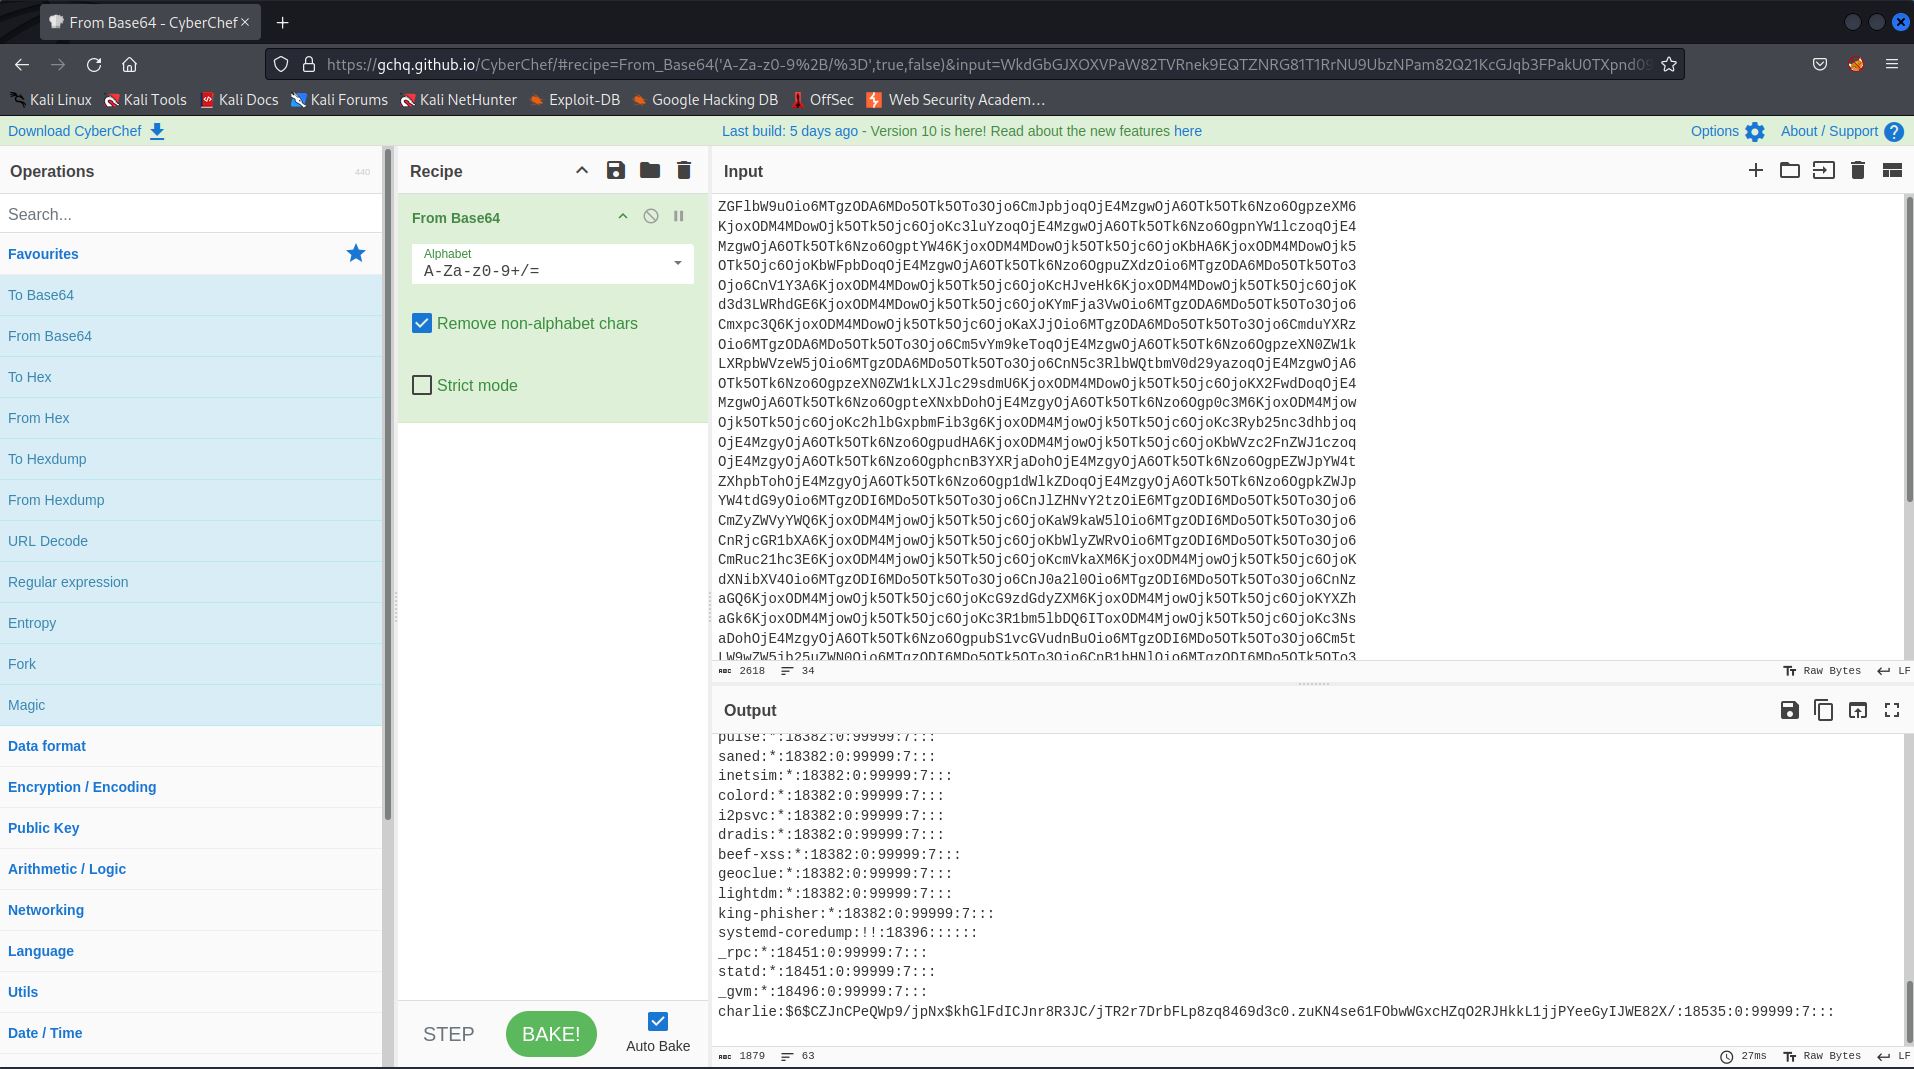 From Base64 - CyberChef
https://gchq.github.io/CyberChef/#recipe=From_Base64('A-Za-z0-9%2B/%3D',true,false)&input=WkdGbGJXOXVPaW82TVRnek9EQTZNRG81T1RrNU9UbzNPam82Q21KcGJqb3FPakU0TXpnd09
Kali Linux Kali Tools Kali Docs Kali Forums Kali NetHunter Exploit-DB Google Hacking DB OffSec Web Security Academ…
Download CyberChef Last build: 5 days ago - Version 10 is here! Read about the new features here Options About / Support
Operations 440
Search...
Favourites
To Base64
From Base64
To Hex
From Hex
To Hexdump
From Hexdump
URL Decode
Regular expression
Entropy
Fork
Magic
Data format
Encryption / Encoding
Public Key
Arithmetic / Logic
Networking
Language
Utils
Date / Time
Recipe
From Base64
Alphabet
A-Za-z0-9+/=
Remove non-alphabet chars
Strict mode
STEP BAKE! Auto Bake
Input
ZGFlbW9uOio6MTgzODA6MDo5OTk5OTo3Ojo6CmJpbjoqOjE4MzgwOjA6OTk5OTk6Nzo6OgpzeXM6
KjoxODM4MDowOjk5OTk5Ojc6OjoKc3luYzoqOjE4MzgwOjA6OTk5OTk6Nzo6OgpnYW1lczoqOjE4
MzgwOjA6OTk5OTk6Nzo6OgptYW46KjoxODM4MDowOjk5OTk5Ojc6OjoKbHA6KjoxODM4MDowOjk5
OTk5Ojc6OjoKbWFpbDoqOjE4MzgwOjA6OTk5OTk6Nzo6OgpuZXdzOio6MTgzODA6MDo5OTk5OTo3
Ojo6CnV1Y3A6KjoxODM4MDowOjk5OTk5Ojc6OjoKcHJveHk6KjoxODM4MDowOjk5OTk5Ojc6OjoK
d3d3LWRhdGE6KjoxODM4MDowOjk5OTk5Ojc6OjoKYmFja3VwOio6MTgzODA6MDo5OTk5OTo3Ojo6
Cmxpc3Q6KjoxODM4MDowOjk5OTk5Ojc6OjoKaXJjOio6MTgzODA6MDo5OTk5OTo3Ojo6CmduYXRz
Oio6MTgzODA6MDo5OTk5OTo3Ojo6Cm5vYm9keToqOjE4MzgwOjA6OTk5OTk6Nzo6OgpzeXN0ZW1k
LXRpbWVzeW5jOio6MTgzODA6MDo5OTk5OTo3Ojo6CnN5c3RlbWQtbmV0d29yazoqOjE4MzgwOjA6
OTk5OTk6Nzo6OgpzeXN0ZW1kLXJlc29sdmU6KjoxODM4MDowOjk5OTk5Ojc6OjoKX2FwdDoqOjE4
MzgwOjA6OTk5OTk6Nzo6OgpteXNxbDohOjE4MzgyOjA6OTk5OTk6Nzo6Ogp0c3M6KjoxODM4Mjow
Ojk5OTk5Ojc6OjoKc2hlbGxpbmFib3g6KjoxODM4MjowOjk5OTk5Ojc6OjoKc3Ryb25nc3dhbjoq
OjE4MzgyOjA6OTk5OTk6Nzo6OgpudHA6KjoxODM4MjowOjk5OTk5Ojc6OjoKbWVzc2FnZWJ1czoq
OjE4MzgyOjA6OTk5OTk6Nzo6OgphcnB3YXRjaDohOjE4MzgyOjA6OTk5OTk6Nzo6OgpEZWJpYW4t
ZXhpbTohOjE4MzgyOjA6OTk5OTk6Nzo6Ogp1dWlkZDoqOjE4MzgyOjA6OTk5OTk6Nzo6OgpkZWJp
YW4tdG9yOio6MTgzODI6MDo5OTk5OTo3Ojo6CnJlZHNvY2tzOiE6MTgzODI6MDo5OTk5OTo3Ojo6
CmZyZWVyYWQ6KjoxODM4MjowOjk5OTk5Ojc6OjoKaW9kaW5lOio6MTgzODI6MDo5OTk5OTo3Ojo6
CnRjcGR1bXA6KjoxODM4MjowOjk5OTk5Ojc6OjoKbWlyZWRvOio6MTgzODI6MDo5OTk5OTo3Ojo6
CmRuc21hc3E6KjoxODM4MjowOjk5OTk5Ojc6OjoKcmVkaXM6KjoxODM4MjowOjk5OTk5Ojc6OjoK
dXNibXV4Oio6MTgzODI6MDo5OTk5OTo3Ojo6CnJ0a2l0Oio6MTgzODI6MDo5OTk5OTo3Ojo6CnNz
aGQ6KjoxODM4MjowOjk5OTk5Ojc6OjoKcG9zdGdyZXM6KjoxODM4MjowOjk5OTk5Ojc6OjoKYXZh
aGk6KjoxODM4MjowOjk5OTk5Ojc6OjoKc3R1bm5lbDQ6IToxODM4MjowOjk5OTk5Ojc6OjoKc3Ns
aDohOjE4MzgyOjA6OTk5OTk6Nzo6OgpubS1vcGVudnBuOio6MTgzODI6MDo5OTk5OTo3Ojo6Cm5t
LW9wZW5jb25uZWN0Oio6MTgzODI6MDo5OTk5OTo3Ojo6CnB1bHNlOio6MTgzODI6MDo5OTk5OTo3
2618 34 Raw Bytes LF
Output
pulse:*:18382:0:99999:7:::
saned:*:18382:0:99999:7:::
inetsim:*:18382:0:99999:7:::
colord:*:18382:0:99999:7:::
i2psvc:*:18382:0:99999:7:::
dradis:*:18382:0:99999:7:::
beef-xss:*:18382:0:99999:7:::
geoclue:*:18382:0:99999:7:::
lightdm:*:18382:0:99999:7:::
king-phisher:*:18382:0:99999:7:::
systemd-coredump:!!:18396::::::
_rpc:*:18451:0:99999:7:::
statd:*:18451:0:99999:7:::
_gvm:*:18496:0:99999:7:::
charlie:$6$CZJnCPeQWp9/jpNx$khGlFdICJnr8R3JC/jTR2r7DrbFLp8zq8469d3c0.zuKN4se61FObwWGxcHZqO2RJHkkL1jjPYeeGyIJWE82X/:18535:0:99999:7:::
1879 63 27ms Raw Bytes LF